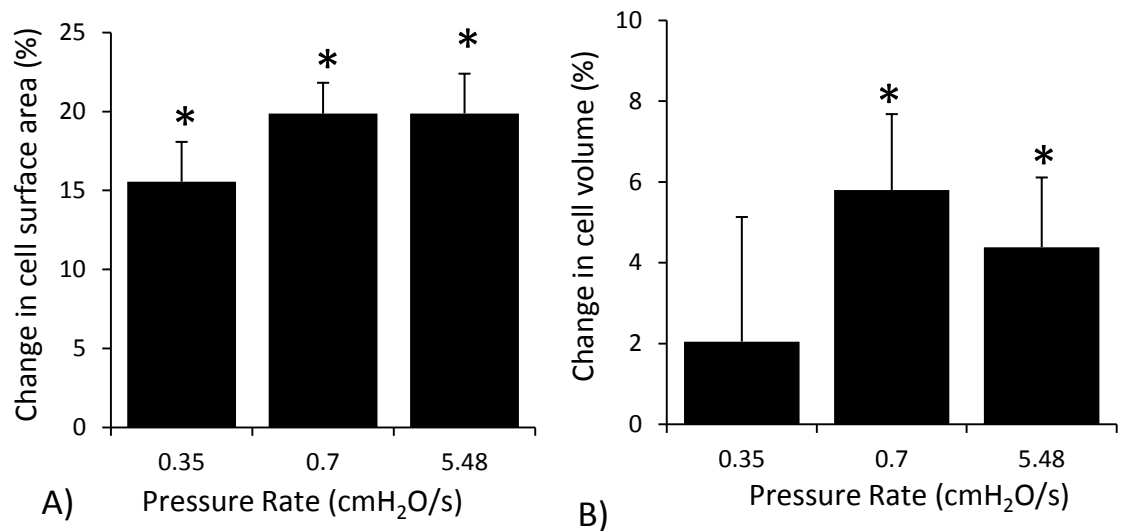 Change in cell surface area (%)
25
20
15
10
5
0
*
*
*
0.35 0.7 5.48
Pressure Rate (cmH₂O/s)
A)
Change in cell volume (%)
10
8
6
4
2
0
*
*
0.35 0.7 5.48
Pressure Rate (cmH₂O/s)
B)